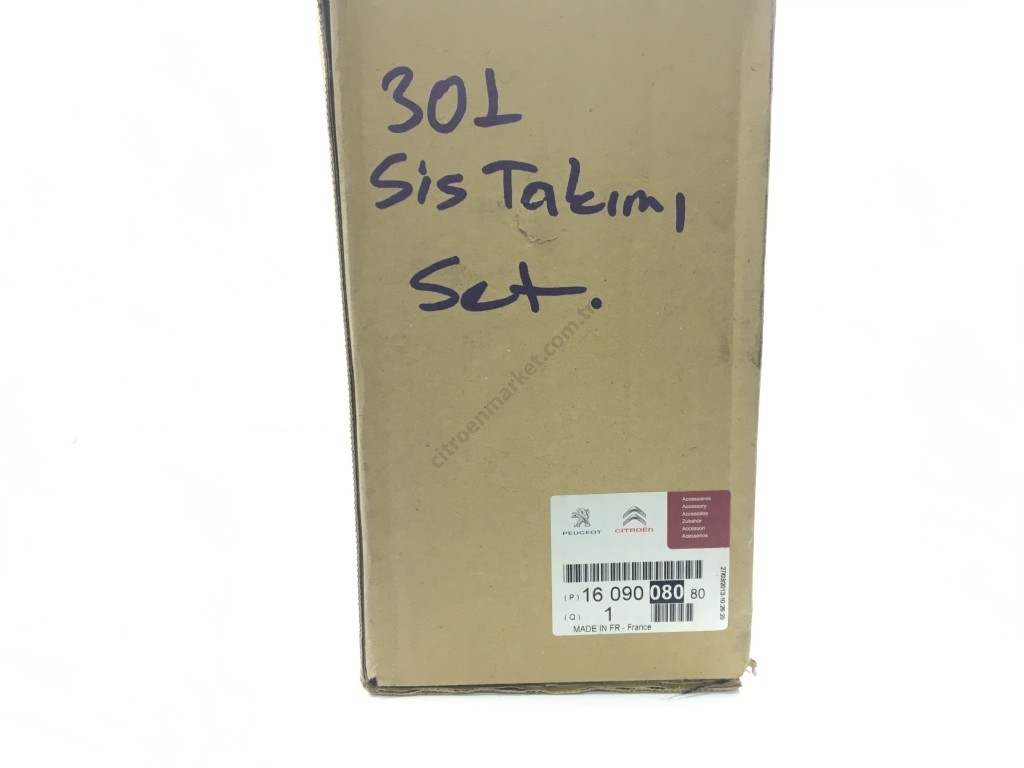 301
Sis Takımı
Set.
citroenmarket.com.tr
PEUGEOT
CITROËN
Accessoires
Accessory
Accesorios
Zubehör
Accessori
Acessórios
(P) 16 090 080 80
(Q) 1
MADE IN FR - France